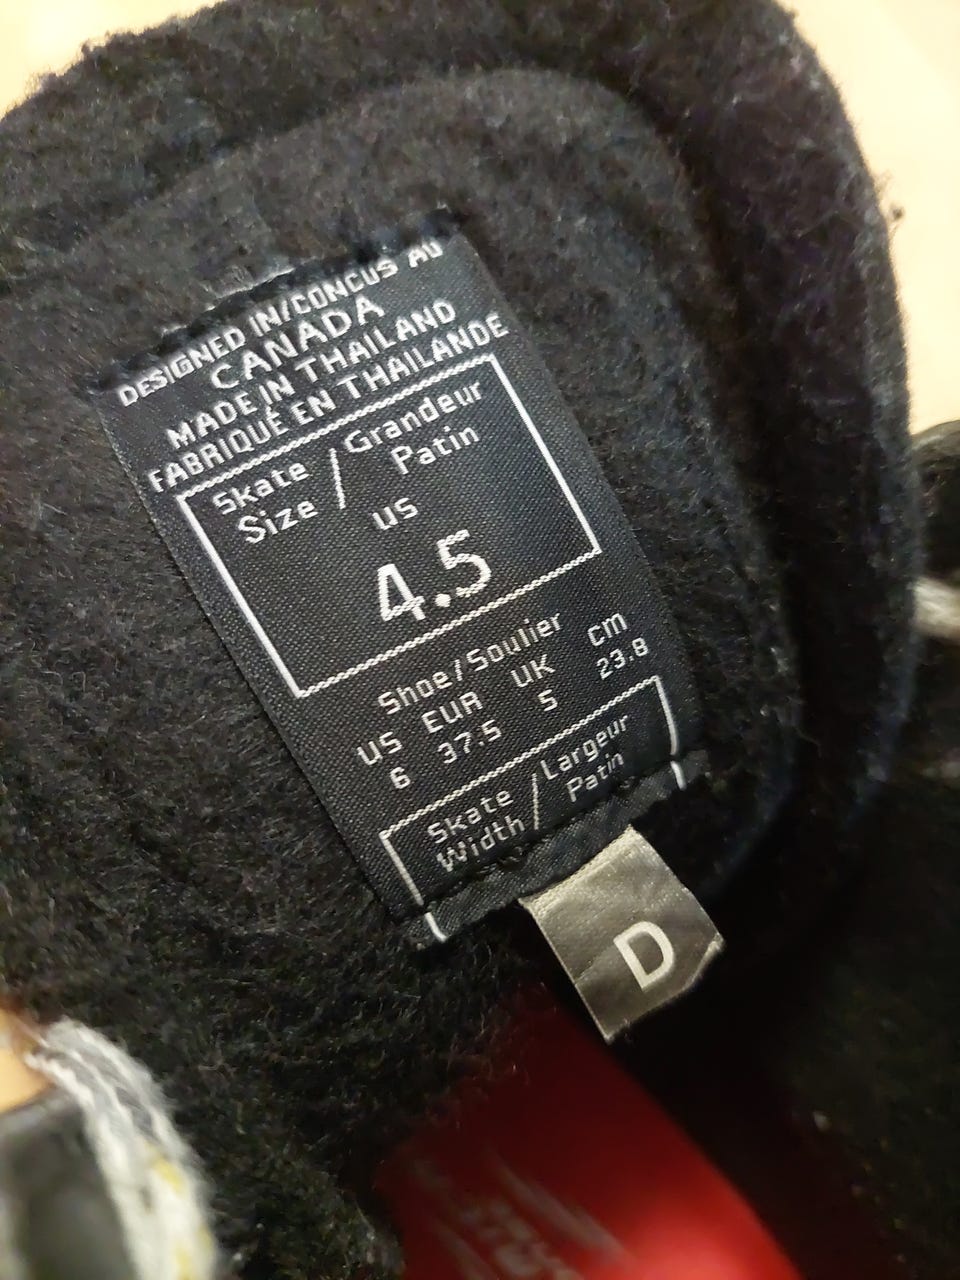 DESIGNED IN/CONCUS AU
CANADA
MADE IN THAILAND
FABRIQUÉ EN THAILANDE
Skate / Grandeur
Size / Patin
US
4.5
Shoe/Soulier
US EUR UK cm
6 37.5 5 23.8
Skate / Largeur
Width / Patin
D